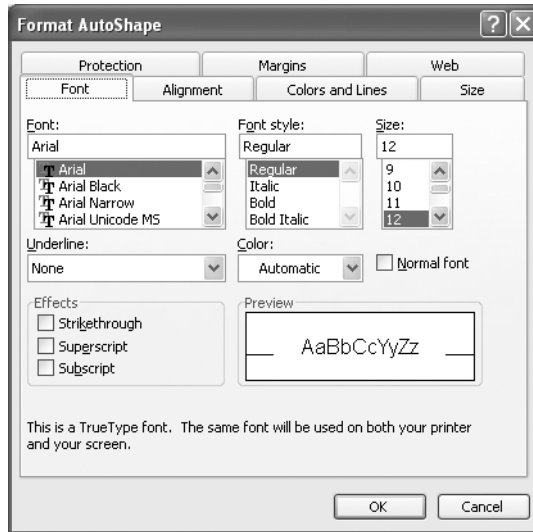 Format AutoShape
Protection Margins Web
Font Alignment Colors and Lines Size
Font: Font style: Size:
Arial Regular 12
Arial Regular 9
Arial Black Italic 10
Arial Narrow Bold 11
Arial Unicode MS Bold Italic 12
Underline: Color:
None Automatic Normal font
Effects Preview
Strikethrough
Superscript
Subscript
AaBbCcYyZz
This is a TrueType font. The same font will be used on both your printer
and your screen.
OK Cancel